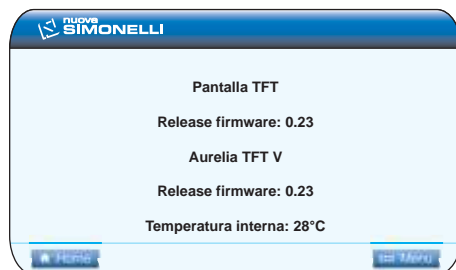 nuova
SIMONELLI
Pantalla TFT
Release firmware: 0.23
Aurelia TFT V
Release firmware: 0.23
Temperatura interna: 28°C
Home
Menu